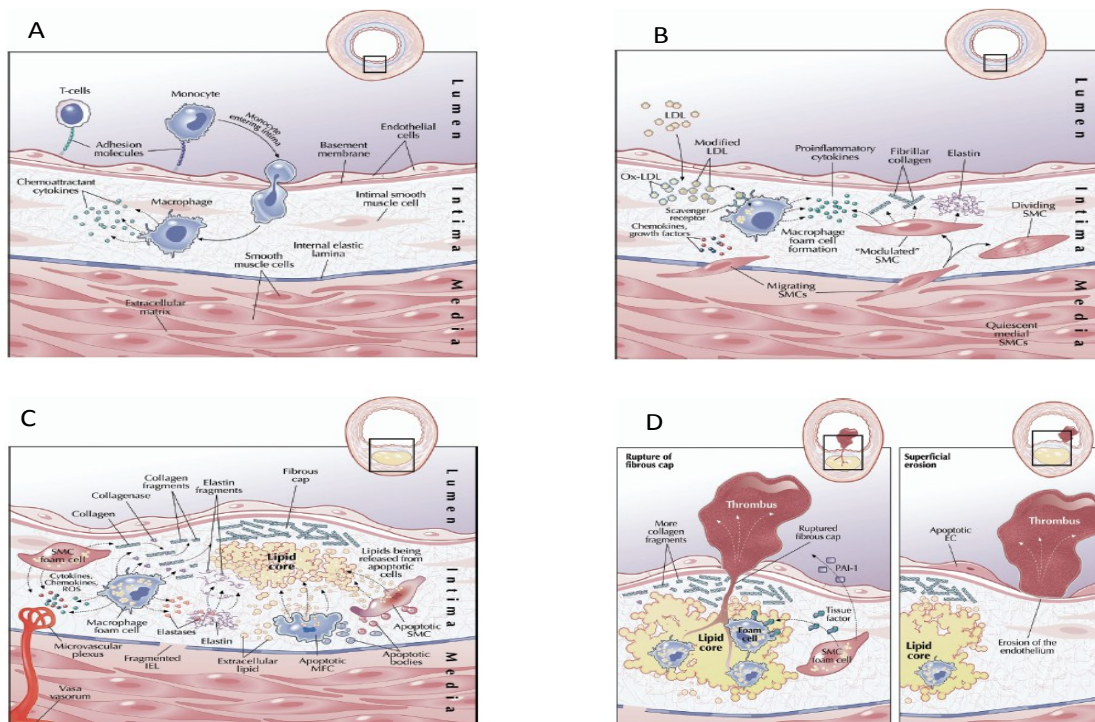 A
T-cells
Monocyte
Monocyte
entering intima
Adhesion
molecules
Endothelial
cells
Basement
membrane
Chemoattractant
cytokines
Macrophage
Intimal smooth
muscle cell
Internal elastic
lamina
Smooth
muscle cells
Extracellular
matrix
Lumen
Intima
Media
B
LDL
Modified
LDL
Ox-LDL
Proinflammatory
cytokines
Fibrillar
collagen
Elastin
Scavenger
receptor
Dividing
SMC
Chemokines,
growth factors
Macrophage
foam cell
formation
"Modulated"
SMC
Migrating
SMCs
Quiescent
medial
SMCs
Lumen
Intima
Media
C
Collagen
fragments
Elastin
fragments
Fibrous
cap
Collagenase
Collagen
SMC
foam cell
Lipid
core
Lipids being
released from
apoptotic
cells
Cytokines,
Chemokines,
ROS
Macrophage
foam cell
Elastases
Elastin
Apoptotic
SMC
Microvascular
plexus
Fragmented
IEL
Extracellular
lipid
Apoptotic
MFC
Apoptotic
bodies
Vasa
vasorum
Lumen
Intima
Media
D
Rupture of
fibrous cap
Thrombus
More
collagen
fragments
Ruptured
fibrous cap
PAI-1
Tissue
factor
Foam
cell
Lipid
core
SMC
foam cell
Superficial
erosion
Thrombus
Apoptotic
EC
Lipid
core
Erosion of the
endothelium